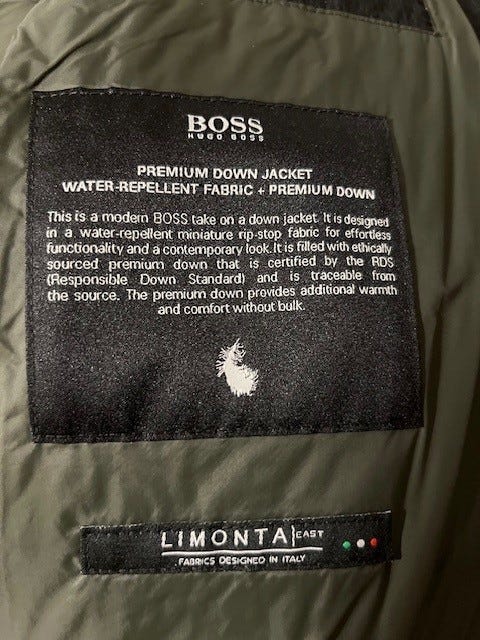 BOSS
HUGO BOSS
PREMIUM DOWN JACKET
WATER-REPELLENT FABRIC + PREMIUM DOWN
This is a modern BOSS take on a down jacket. It is designed
in a water-repellent miniature rip-stop fabric for effortless
functionality and a contemporary look. It is filled with ethically
sourced premium down that is certified by the RDS
(Responsible Down Standard) and is traceable from
the source. The premium down provides additional warmth
and comfort without bulk.
LIMONTA EAST
FABRICS DESIGNED IN ITALY